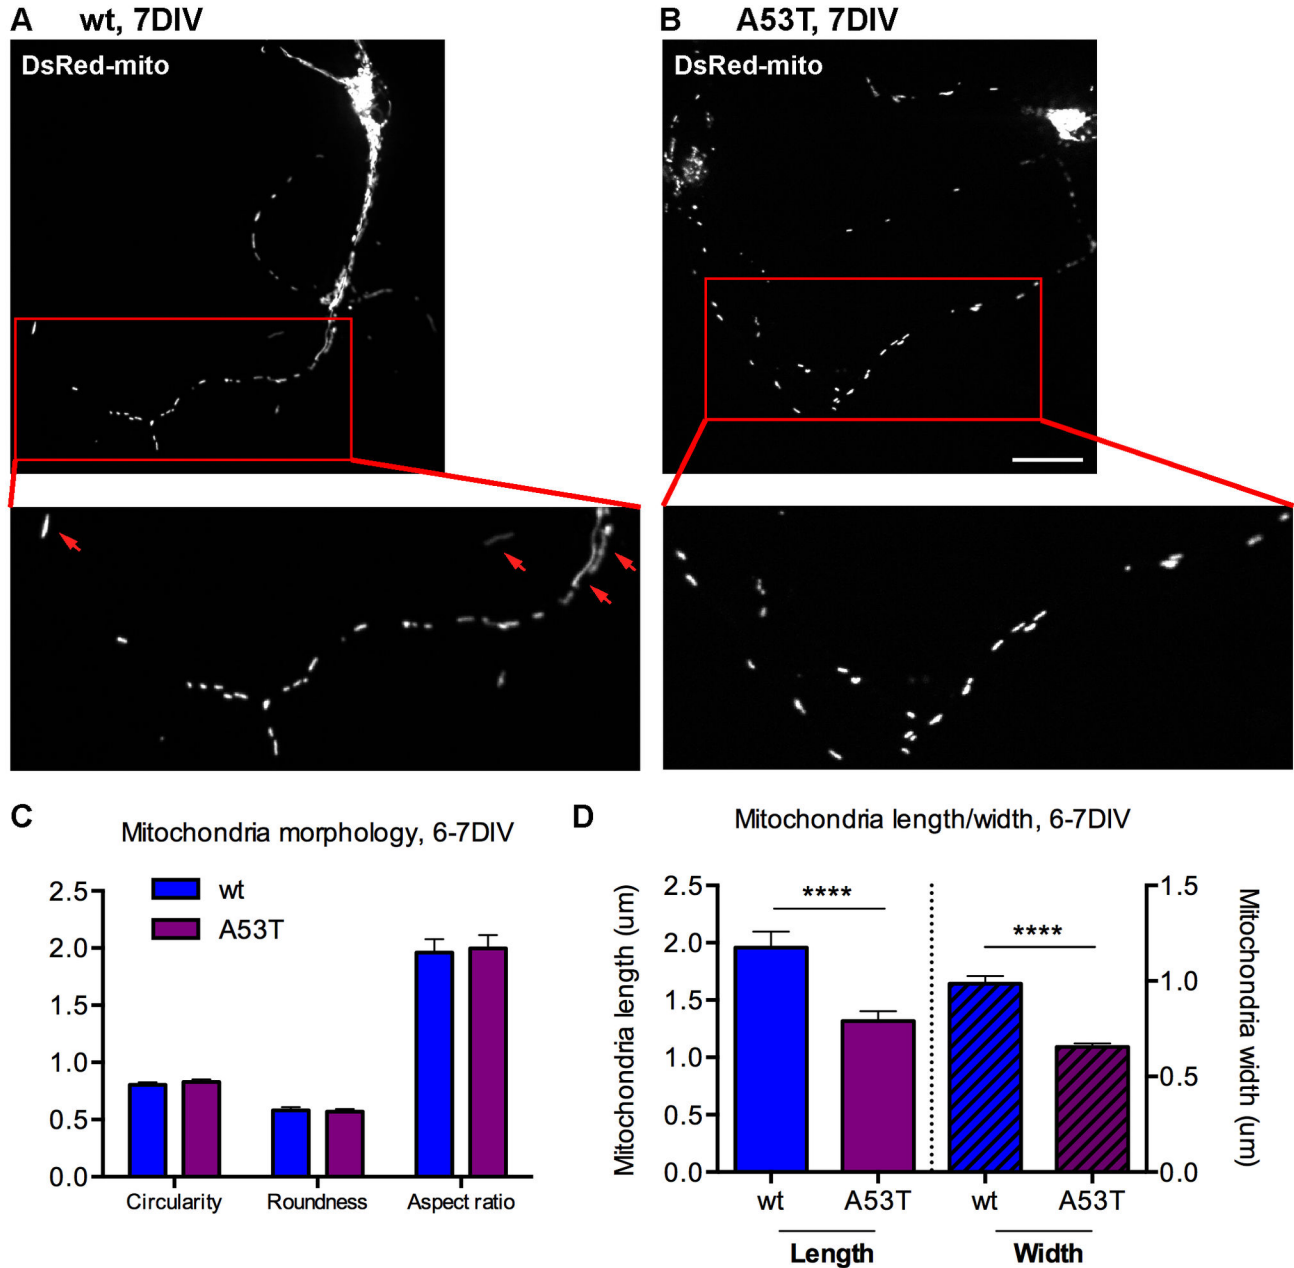 A wt, 7DIV
B A53T, 7DIV
DsRed-mito
DsRed-mito
C
Mitochondria morphology, 6-7DIV
2.5
2.0
1.5
1.0
0.5
0.0
wt
A53T
Circularity
Roundness
Aspect ratio
D
Mitochondria length/width, 6-7DIV
Mitochondria length (um)
2.5
2.0
1.5
1.0
0.5
0.0
****
****
1.5
1.0
0.5
0.0
Mitochondria width (um)
wt
A53T
wt
A53T
Length
Width